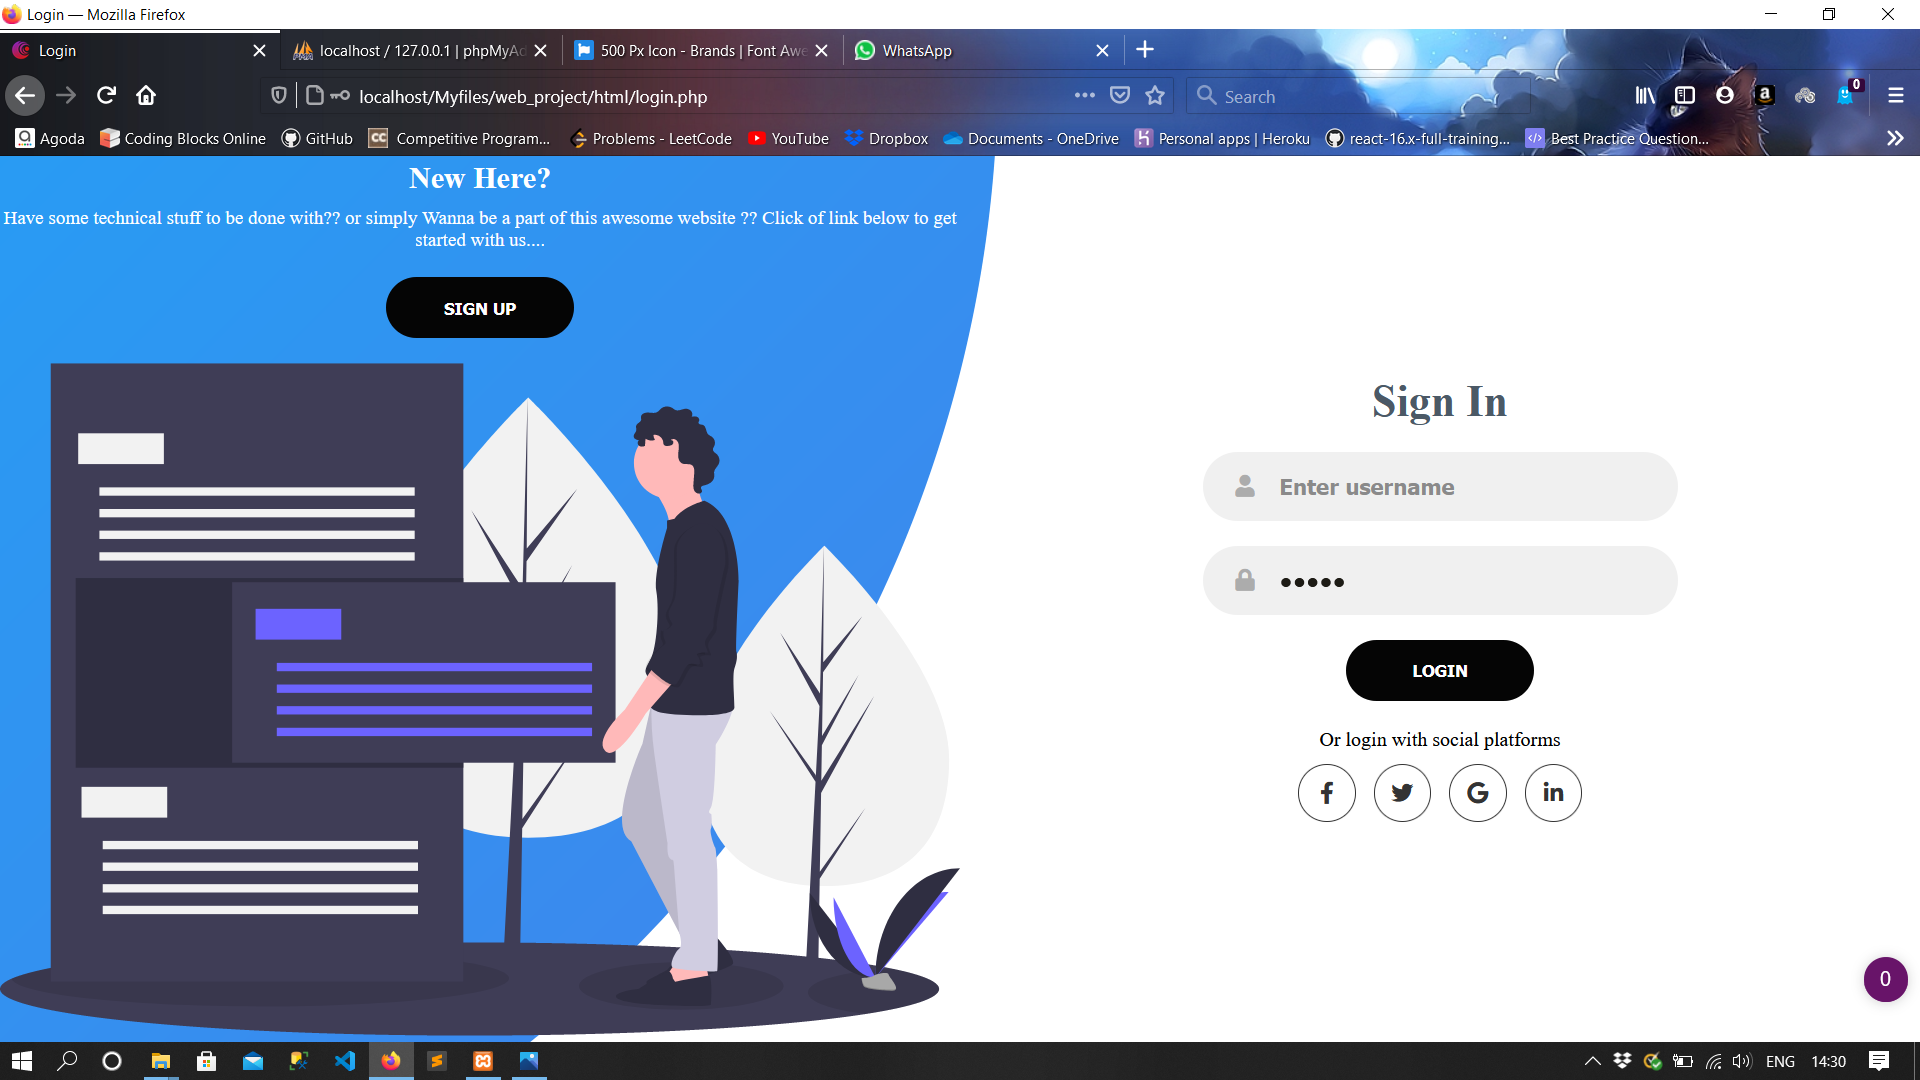 Login — Mozilla Firefox
Login
localhost / 127.0.0.1 | phpMyAd
500 Px Icon - Brands | Font Awe
WhatsApp
localhost/Myfiles/web_project/html/login.php
Search
0
Agoda
Coding Blocks Online
GitHub
Competitive Program...
Problems - LeetCode
YouTube
Dropbox
Documents - OneDrive
Personal apps | Heroku
react-16.x-full-training...
Best Practice Question...
New Here?
Have some technical stuff to be done with?? or simply Wanna be a part of this awesome website ?? Click of link below to get
started with us....
SIGN UP
Sign In
Enter username
LOGIN
Or login with social platforms
0
ENG
14:30